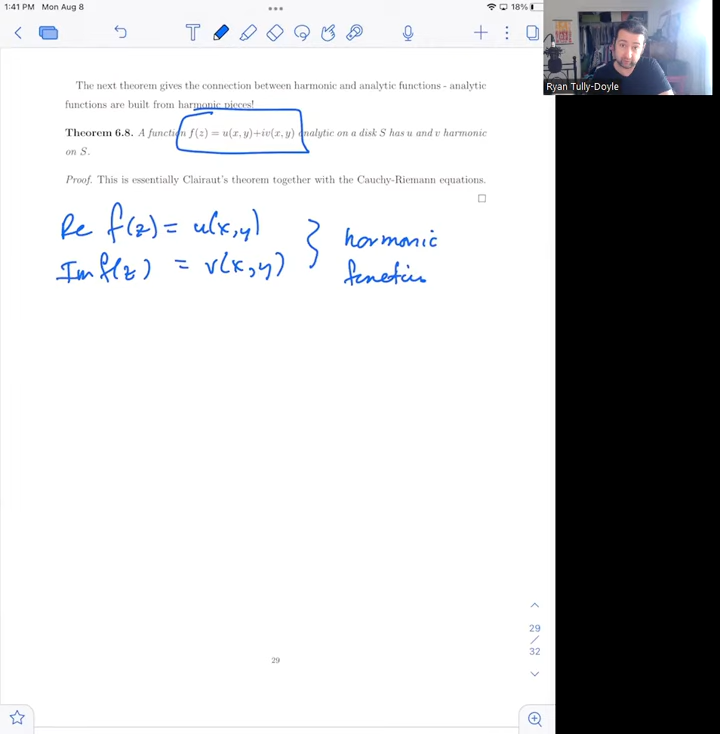 1:41 PM Mon Aug 8
18%
Ryan Tully-Doyle
The next theorem gives the connection between harmonic and analytic functions - analytic
functions are built from harmonic pieces!
Theorem 6.8. A function f(z) = u(x, y)+iv(x, y) analytic on a disk S has u and v harmonic
on S.
Proof. This is essentially Clairaut's theorem together with the Cauchy-Riemann equations.
□
Re f(z) = u(x,y)
Im f(z) = v(x,y)
} harmonic
functions
29
/
32
29